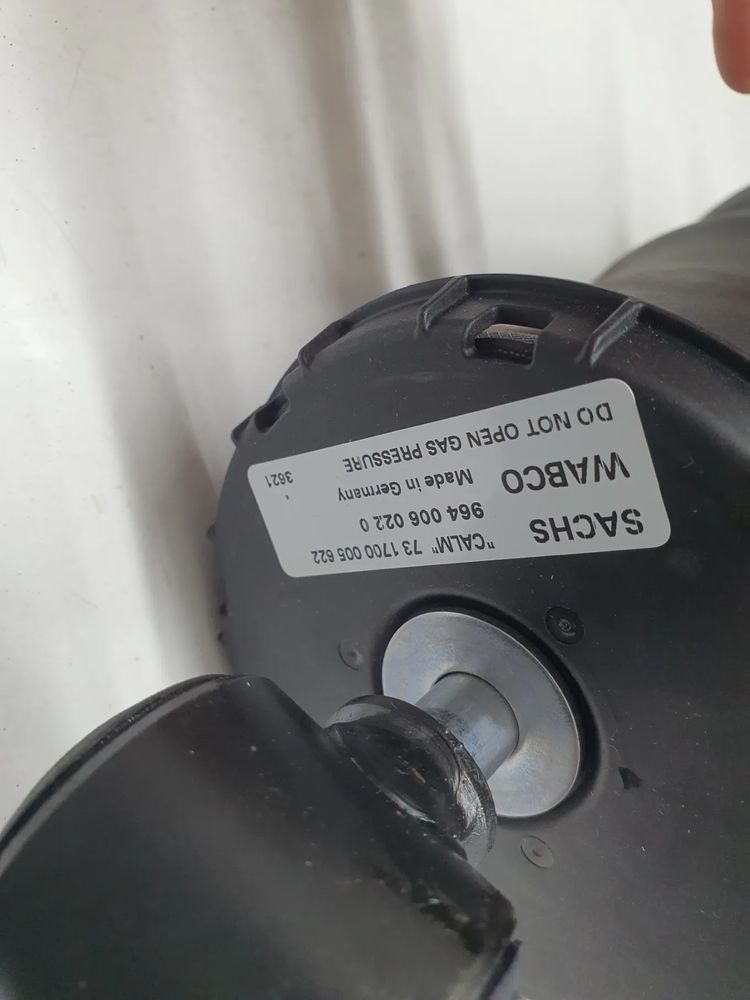 SACHS "CALM" 73 1700 005 622
WABCO 964 006 022 0
Made in Germany
DO NOT OPEN GAS PRESSURE 3621